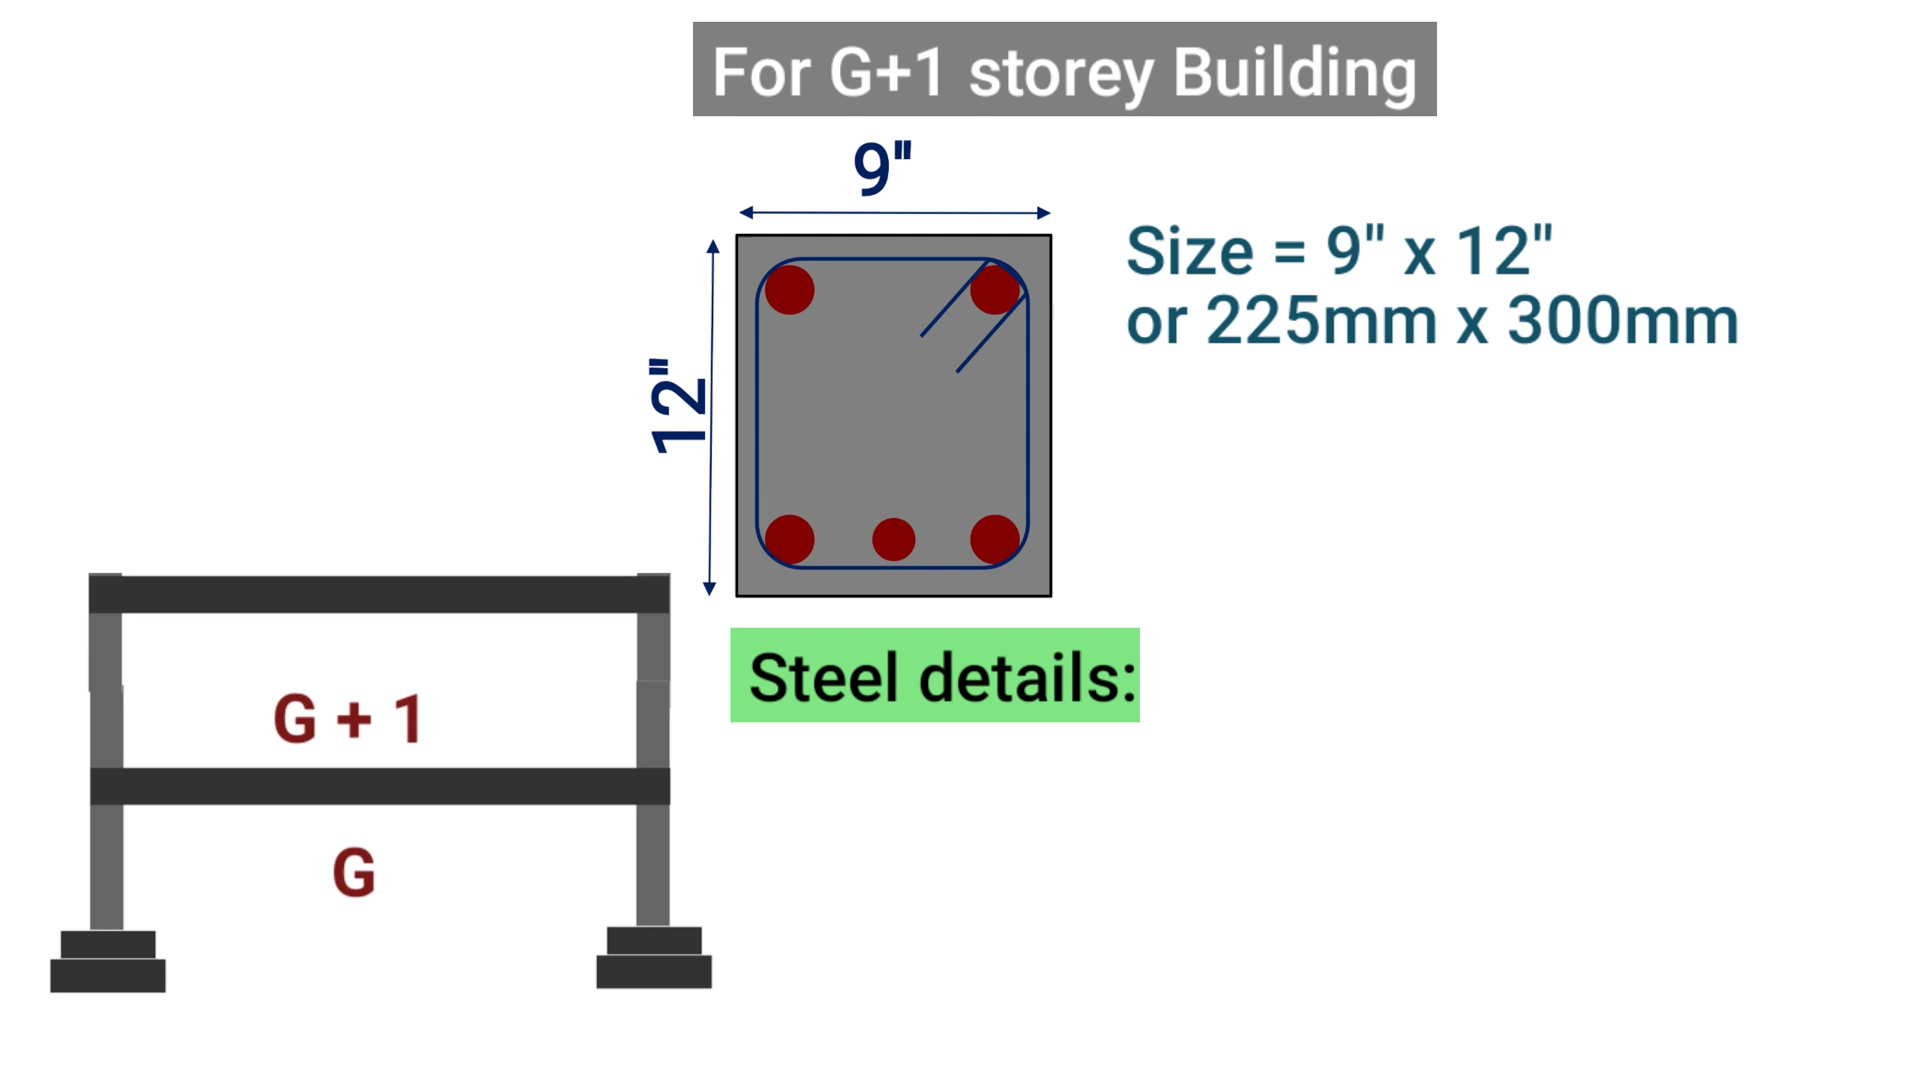 For G+1 storey Building
9"
12"
Size = 9" x 12"
or 225mm x 300mm
Steel details:
G + 1
G